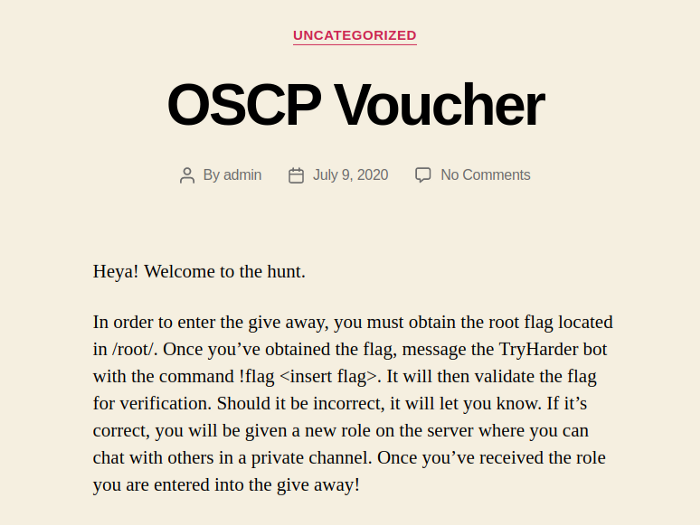 UNCATEGORIZED
OSCP Voucher
By admin July 9, 2020 No Comments
Heya! Welcome to the hunt.
In order to enter the give away, you must obtain the root flag located
in /root/. Once you’ve obtained the flag, message the TryHarder bot
with the command !flag <insert flag>. It will then validate the flag
for verification. Should it be incorrect, it will let you know. If it’s
correct, you will be given a new role on the server where you can
chat with others in a private channel. Once you’ve received the role
you are entered into the give away!